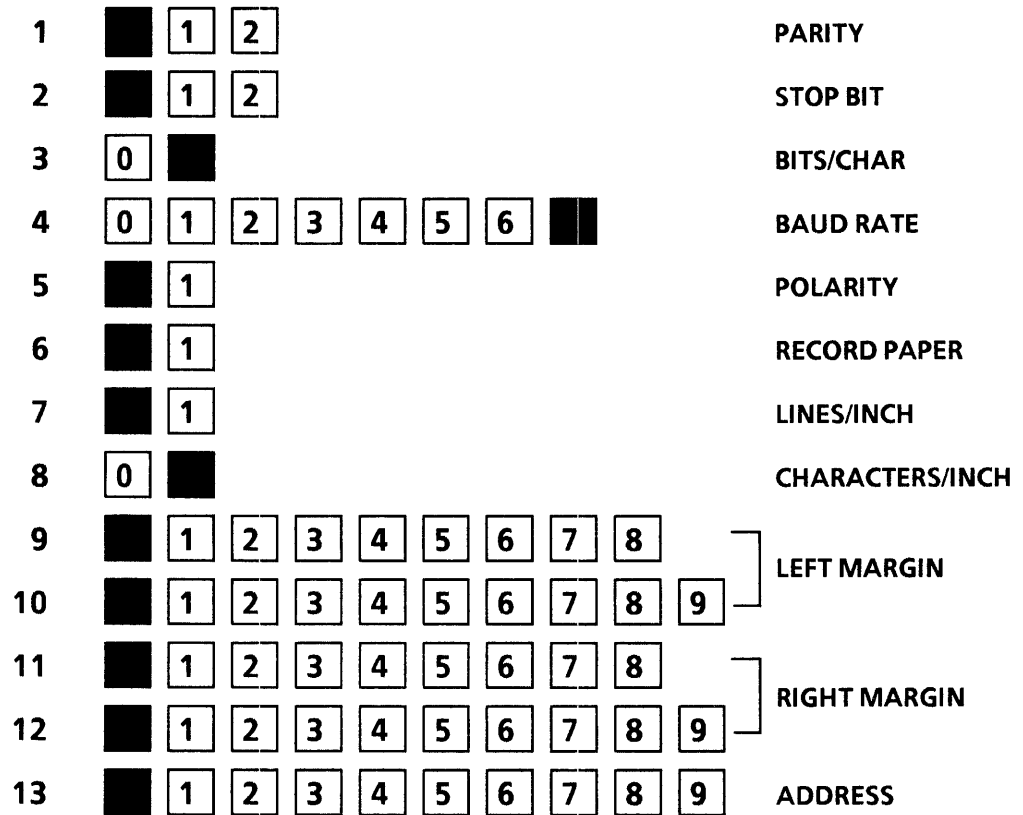 1 1 2 PARITY
2 1 2 STOP BIT
3 0 BITS/CHAR
4 0 1 2 3 4 5 6 BAUD RATE
5 1 POLARITY
6 1 RECORD PAPER
7 1 LINES/INCH
8 0 CHARACTERS/INCH
9 1 2 3 4 5 6 7 8
LEFT MARGIN
10 1 2 3 4 5 6 7 8 9
11 1 2 3 4 5 6 7 8
RIGHT MARGIN
12 1 2 3 4 5 6 7 8 9
13 1 2 3 4 5 6 7 8 9 ADDRESS